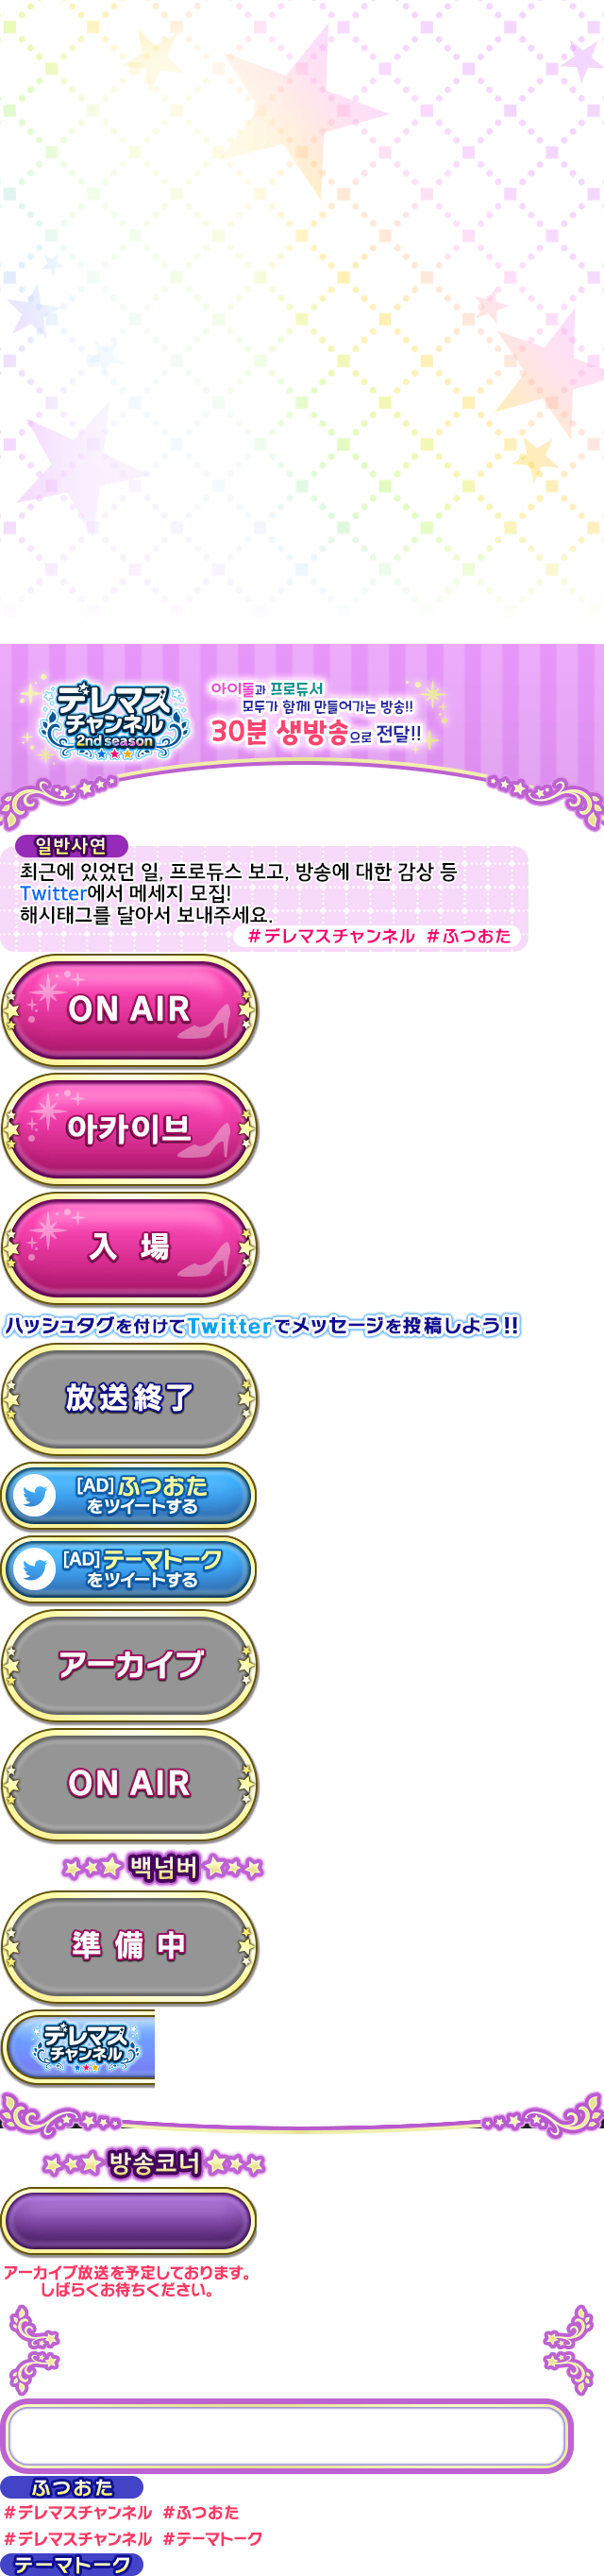 デレマス
チャンネル
2nd season
아이돌과 프로듀서
모두가 함께 만들어가는 방송!!
30분 생방송으로 전달!!
일반사연
최근에 있었던 일, 프로듀스 보고, 방송에 대한 감상 등
Twitter에서 메세지 모집!
해시태그를 달아서 보내주세요.
#デレマスチャンネル #ふつおた
ON AIR
아카이브
入 場
ハッシュタグを付けてTwitterでメッセージを投稿しよう!!
放送終了
[AD]ふつおた
をツイートする
[AD]テーマトーク
をツイートする
アーカイブ
ON AIR
백넘버
準備中
デレマス
チャンネル
방송코너
アーカイブ放送を予定しております。
しばらくお待ちください。
ふつおた
#デレマスチャンネル #ふつおた
#デレマスチャンネル #テーマトーク
テーマトーク